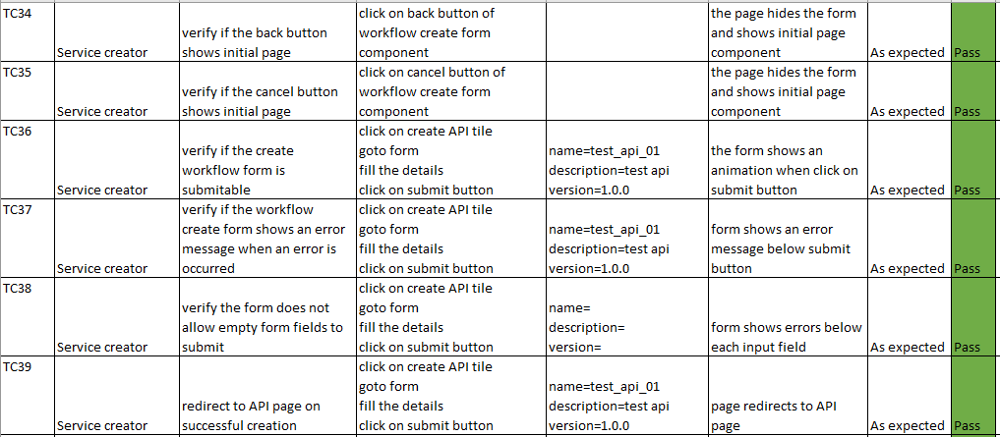 TC34
Service creator
verify if the back button
shows initial page
click on back button of
workflow create form
component
the page hides the form
and shows initial page
component
As expected
Pass
TC35
Service creator
verify if the cancel button
shows initial page
click on cancel button of
workflow create form
component
the page hides the form
and shows initial page
component
As expected
Pass
TC36
Service creator
verify if the create
workflow form is
submitable
click on create API tile
goto form
fill the details
click on submit button
name=test_api_01
description=test api
version=1.0.0
the form shows an
animation when click on
submit button
As expected
Pass
TC37
Service creator
verify if the workflow
create form shows an error
message when an error is
occurred
click on create API tile
goto form
fill the details
click on submit button
name=test_api_01
description=test api
version=1.0.0
form shows an error
message below submit
button
As expected
Pass
TC38
Service creator
verify the form does not
allow empty form fields to
submit
click on create API tile
goto form
fill the details
click on submit button
name=
description=
version=
form shows errors below
each input field
As expected
Pass
TC39
Service creator
redirect to API page on
successful creation
click on create API tile
goto form
fill the details
click on submit button
name=test_api_01
description=test api
version=1.0.0
page redirects to API
page
As expected
Pass